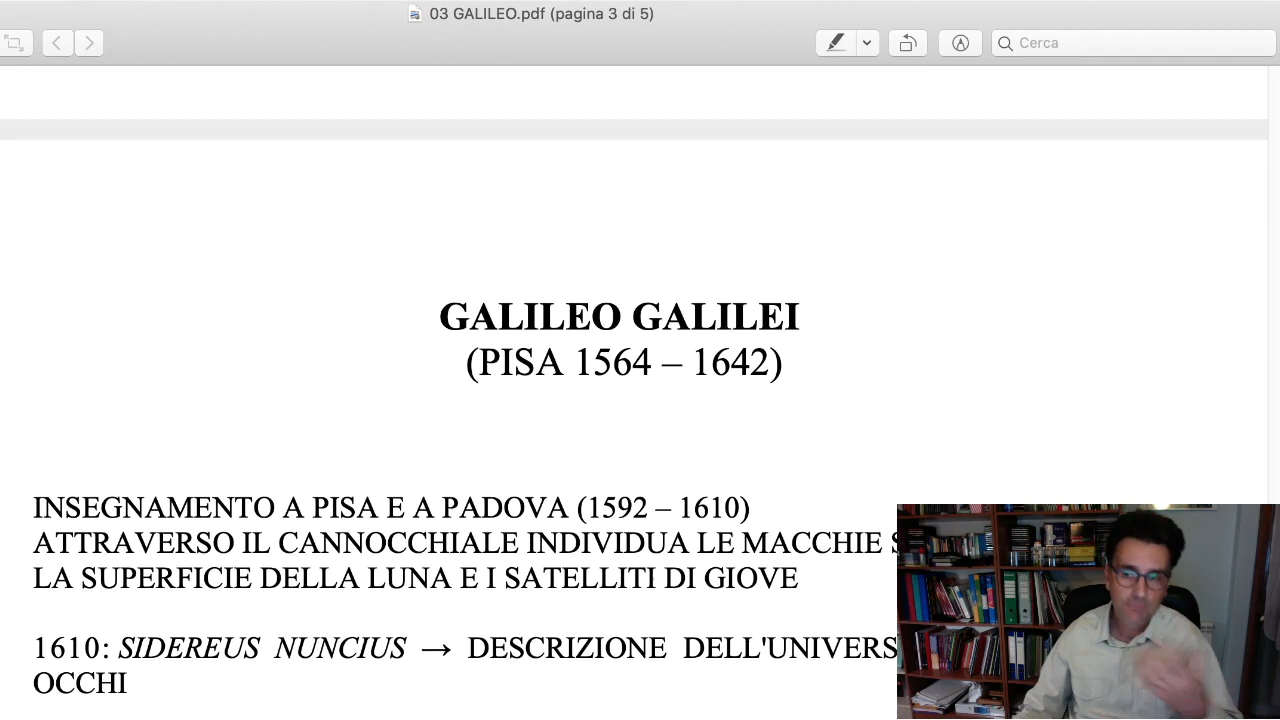 03 GALILEO.pdf (pagina 3 di 5)
Cerca
GALILEO GALILEI
(PISA 1564 – 1642)
INSEGNAMENTO A PISA E A PADOVA (1592 – 1610)
ATTRAVERSO IL CANNOCCHIALE INDIVIDUA LE MACCHIE
LA SUPERFICIE DELLA LUNA E I SATELLITI DI GIOVE
1610: SIDEREUS NUNCIUS → DESCRIZIONE DELL'UNIVERS
OCCHI